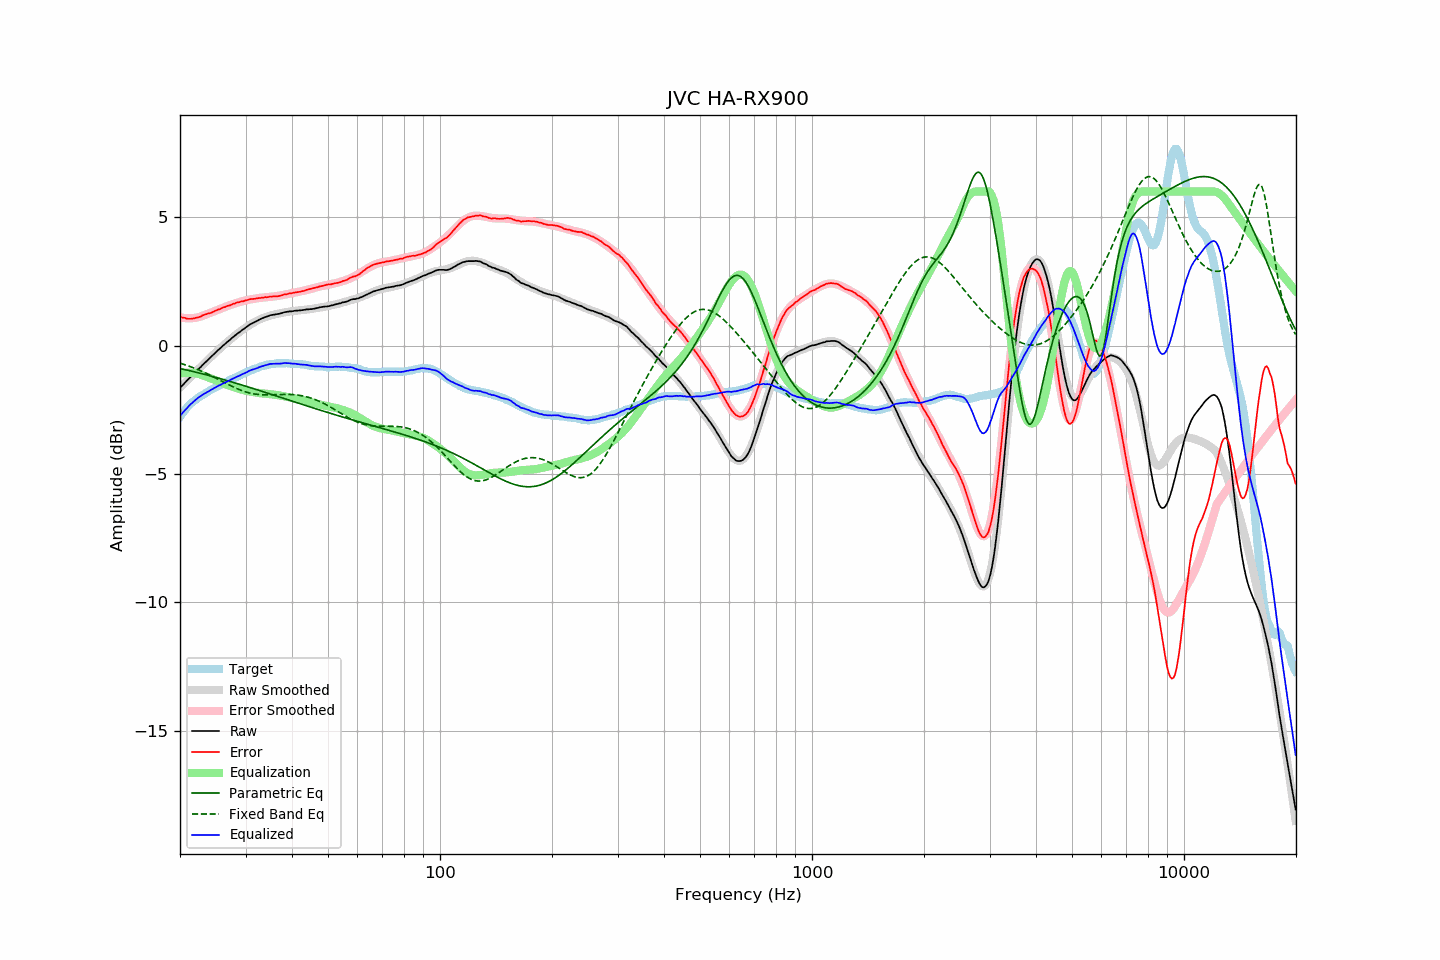 JVC HA-RX900
Amplitude (dBr)
5
0
−5
−10
−15
Target
Raw Smoothed
Error Smoothed
Raw
Error
Equalization
Parametric Eq
Fixed Band Eq
Equalized
100
1000
10000
Frequency (Hz)